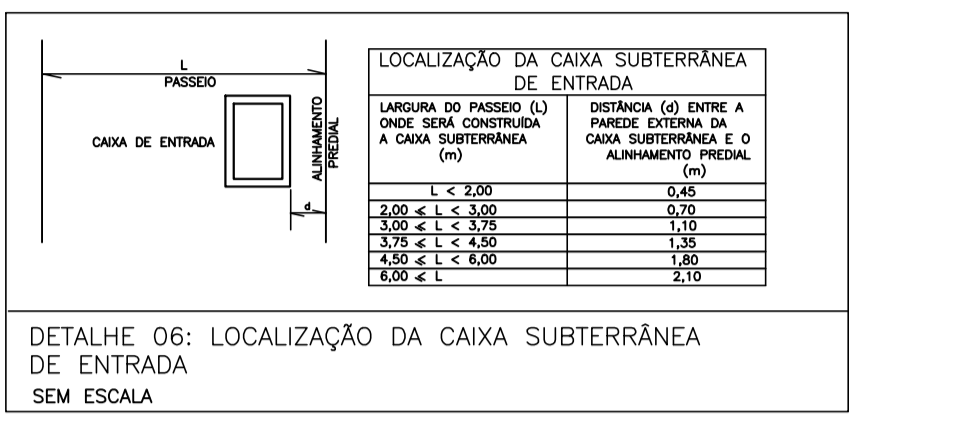 L
PASSEIO
CAIXA DE ENTRADA
ALINHAMENTO
PREDIAL
d
LOCALIZAÇÃO DA CAIXA SUBTERRÂNEA
DE ENTRADA
LARGURA DO PASSEIO (L)
ONDE SERÁ CONSTRUÍDA
A CAIXA SUBTERRÂNEA
(m)
DISTÂNCIA (d) ENTRE A
PAREDE EXTERNA DA
CAIXA SUBTERRÂNEA E O
ALINHAMENTO PREDIAL
(m)
L < 2,00 0,45
2,00 ⩽ L < 3,00 0,70
3,00 ⩽ L < 3,75 1,10
3,75 ⩽ L < 4,50 1,35
4,50 ⩽ L < 6,00 1,80
6,00 ⩽ L 2,10
DETALHE 06: LOCALIZAÇÃO DA CAIXA SUBTERRÂNEA
DE ENTRADA
SEM ESCALA